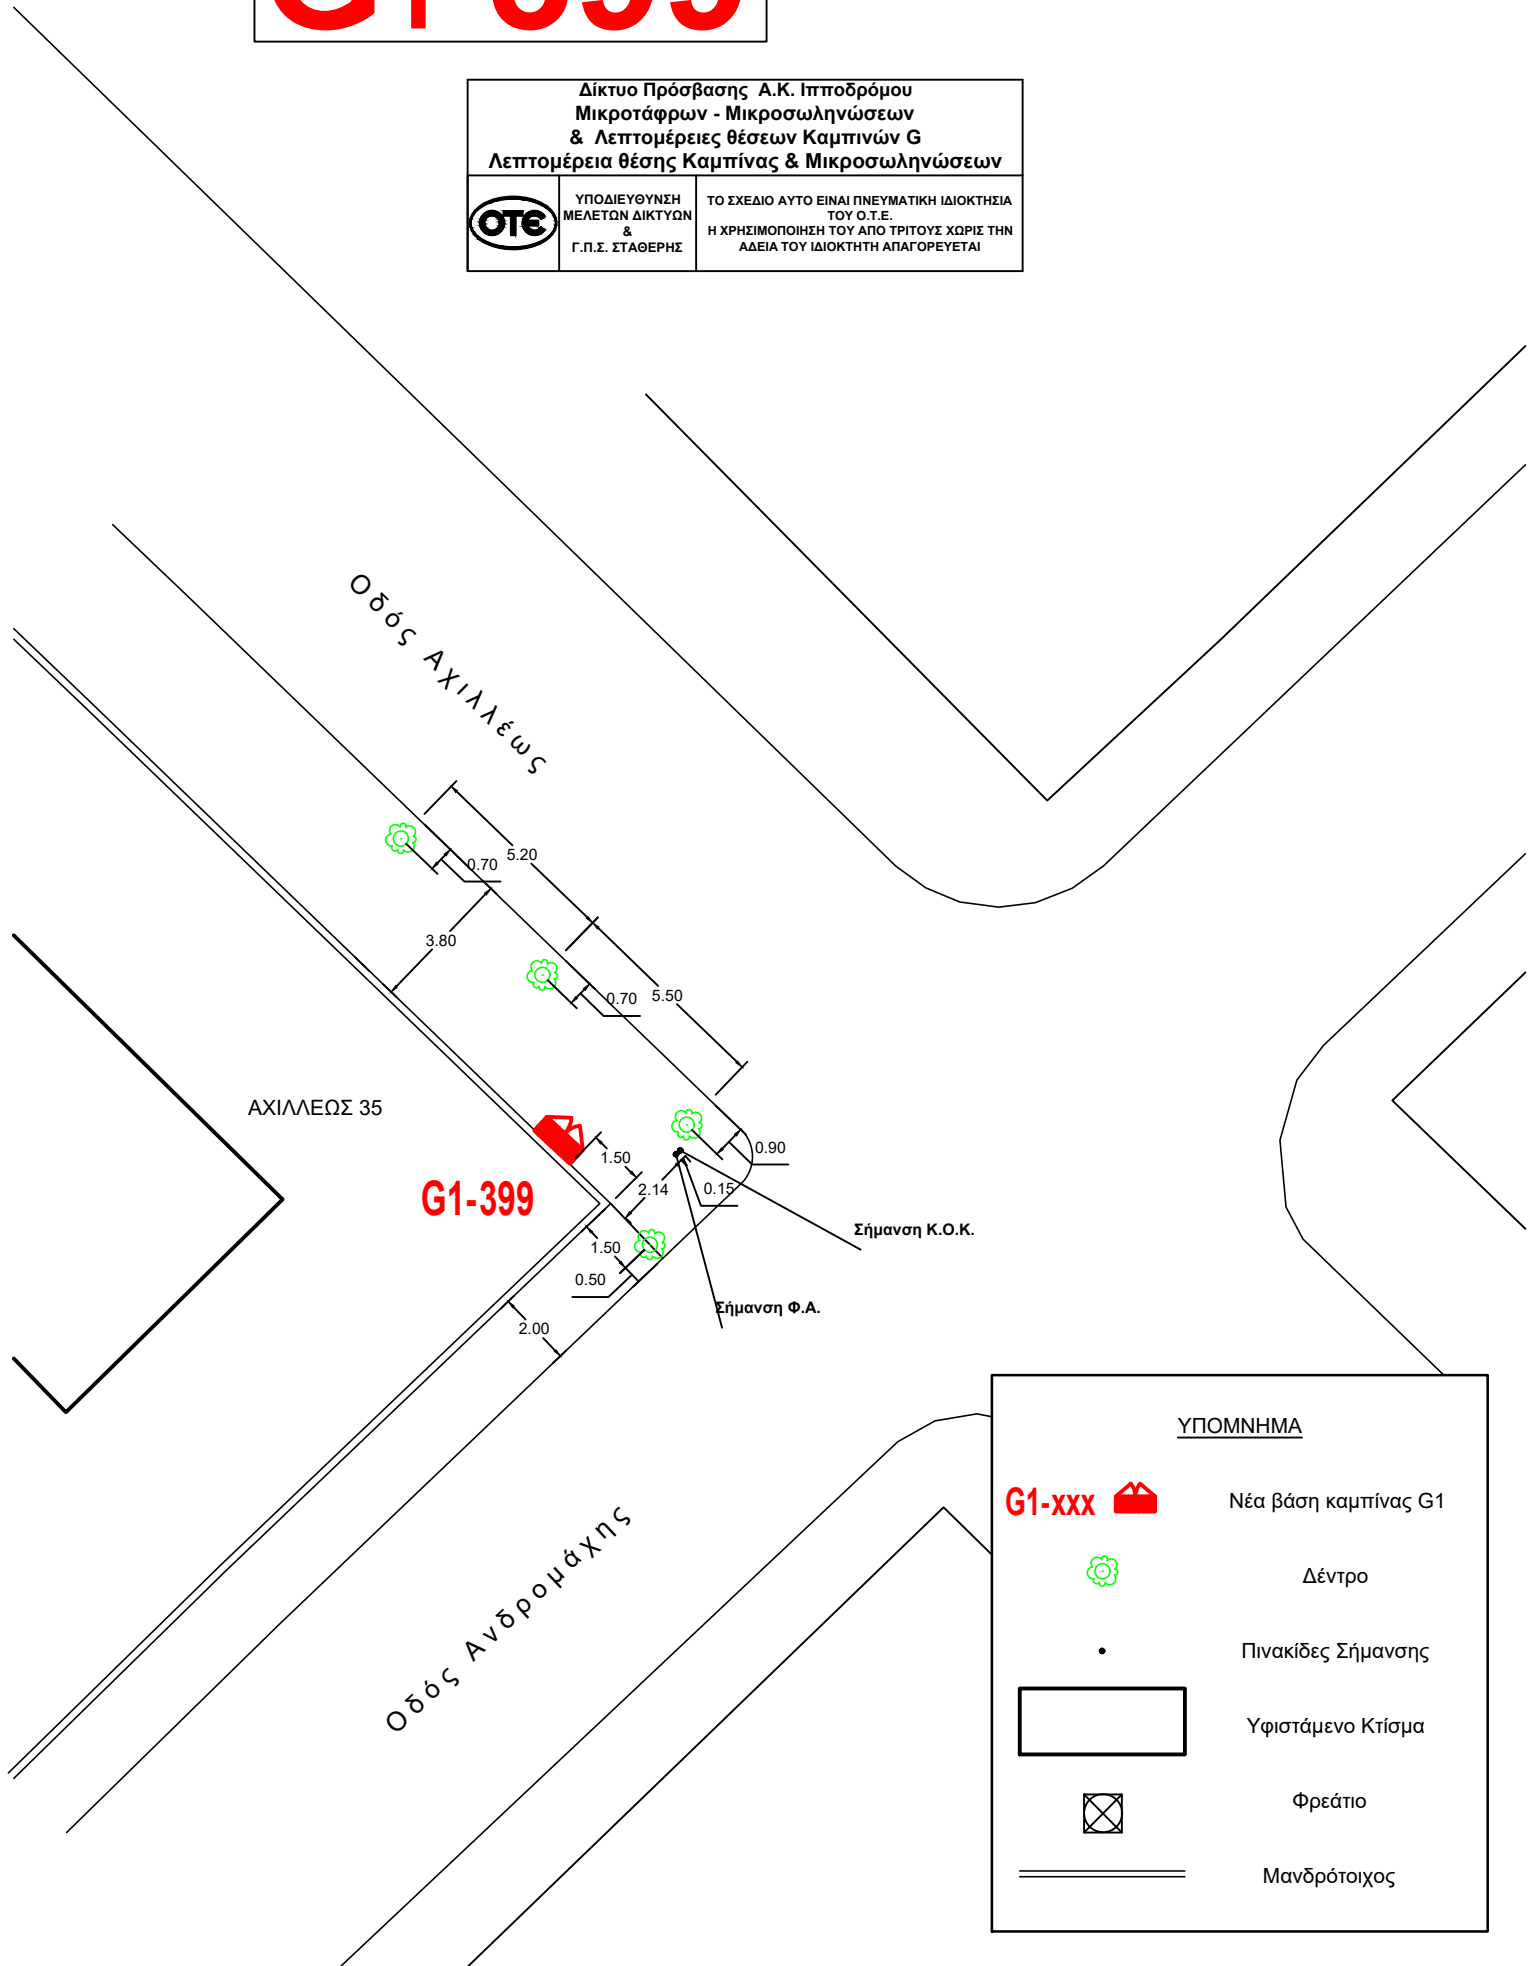 G1-399
Δίκτυο Πρόσβασης Α.Κ. Ιπποδρόμου
Μικροτάφρων - Μικροσωληνώσεων
& Λεπτομέρειες θέσεων Καμπινών G
Λεπτομέρεια θέσης Καμπίνας & Μικροσωληνώσεων
ΟΤΕ
ΥΠΟΔΙΕΥΘΥΝΣΗ
ΜΕΛΕΤΩΝ ΔΙΚΤΥΩΝ
&
Γ.Π.Σ. ΣΤΑΘΕΡΗΣ
ΤΟ ΣΧΕΔΙΟ ΑΥΤΟ ΕΙΝΑΙ ΠΝΕΥΜΑΤΙΚΗ ΙΔΙΟΚΤΗΣΙΑ
ΤΟΥ Ο.Τ.Ε.
Η ΧΡΗΣΙΜΟΠΟΙΗΣΗ ΤΟΥ ΑΠΟ ΤΡΙΤΟΥΣ ΧΩΡΙΣ ΤΗΝ
ΑΔΕΙΑ ΤΟΥ ΙΔΙΟΚΤΗΤΗ ΑΠΑΓΟΡΕΥΕΤΑΙ
Οδός Αχιλλέως
5.20
0.70
3.80
0.70
5.50
ΑΧΙΛΛΕΩΣ 35
1.50
0.90
G1-399
2.14
0.15
Σήμανση Κ.Ο.Κ.
1.50
0.50
Σήμανση Φ.Α.
2.00
Οδός Ανδρομάχης
ΥΠΟΜΝΗΜΑ
G1-xxx
Νέα βάση καμπίνας G1
Δέντρο
Πινακίδες Σήμανσης
Υφιστάμενο Κτίσμα
Φρεάτιο
Μανδρότοιχος